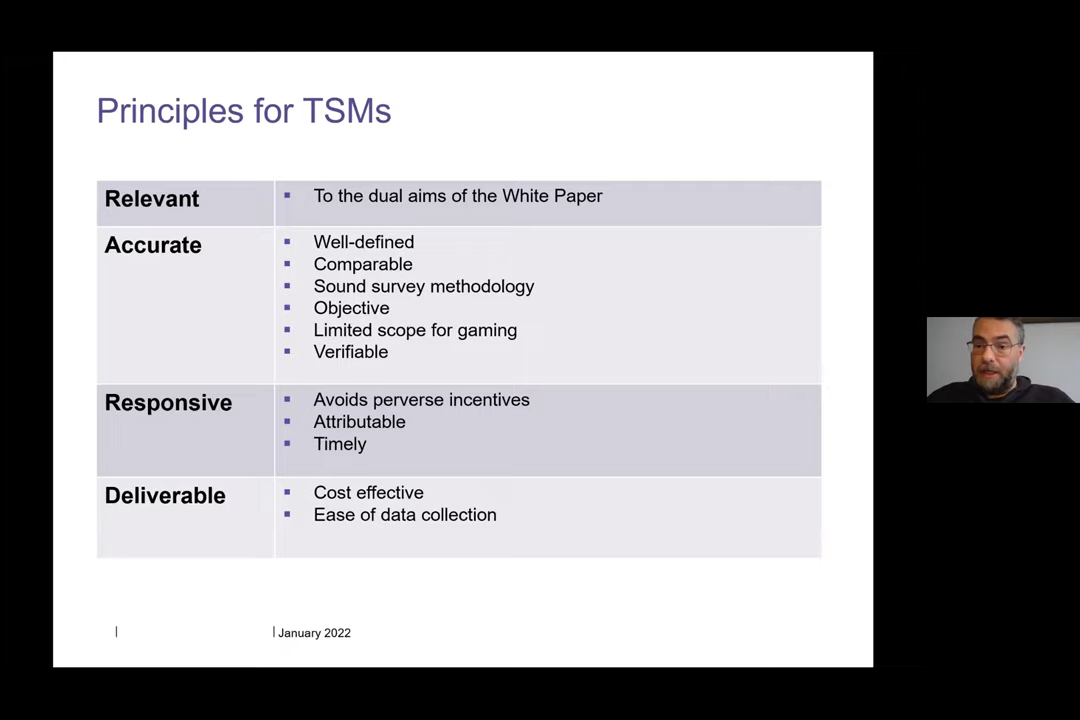 Principles for TSMs
Relevant
To the dual aims of the White Paper
Accurate
Well-defined
Comparable
Sound survey methodology
Objective
Limited scope for gaming
Verifiable
Responsive
Avoids perverse incentives
Attributable
Timely
Deliverable
Cost effective
Ease of data collection
| | January 2022